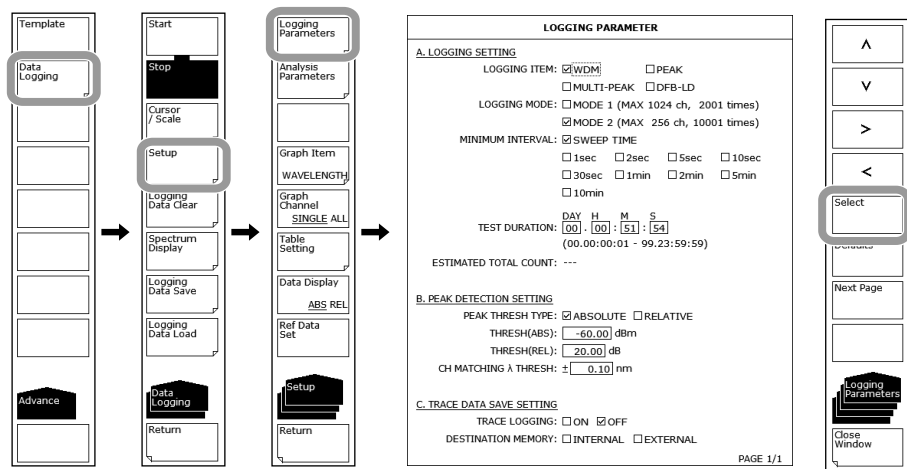 Template
Data
Logging
Advance
Start
Stop
Cursor
/ Scale
Setup
Logging
Data Clear
Spectrum
Display
Logging
Data Save
Logging
Data Load
Data
Logging
Return
Logging
Parameters
Analysis
Parameters
Graph Item
WAVELENGTH
Graph
Channel
SINGLE ALL
Table
Setting
Data Display
ABS REL
Ref Data
Set
Setup
Return
LOGGING PARAMETER
A. LOGGING SETTING
LOGGING ITEM: ☑WDM ☐PEAK
☐MULTI-PEAK ☐DFB-LD
LOGGING MODE: ☐MODE 1 (MAX 1024 ch, 2001 times)
☑MODE 2 (MAX 256 ch, 10001 times)
MINIMUM INTERVAL: ☑SWEEP TIME
☐1sec ☐2sec ☐5sec ☐10sec
☐30sec ☐1min ☐2min ☐5min
☐10min
DAY H M S
TEST DURATION: 00 . 00 : 51 : 54
(00.00:00:01 - 99.23:59:59)
ESTIMATED TOTAL COUNT: ---
B. PEAK DETECTION SETTING
PEAK THRESH TYPE: ☑ABSOLUTE ☐RELATIVE
THRESH(ABS): -60.00 dBm
THRESH(REL): 20.00 dB
CH MATCHING λ THRESH: ± 0.10 nm
C. TRACE DATA SAVE SETTING
TRACE LOGGING: ☐ON ☑OFF
DESTINATION MEMORY: ☐INTERNAL ☐EXTERNAL
PAGE 1/1
Select
Defaults
Next Page
Logging
Parameters
Close
Window